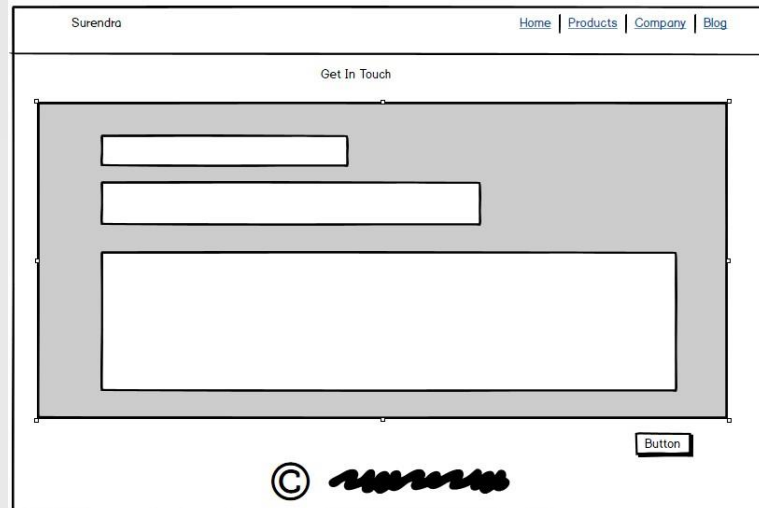 Surendra
Home | Products | Company | Blog
Get In Touch
Button
©